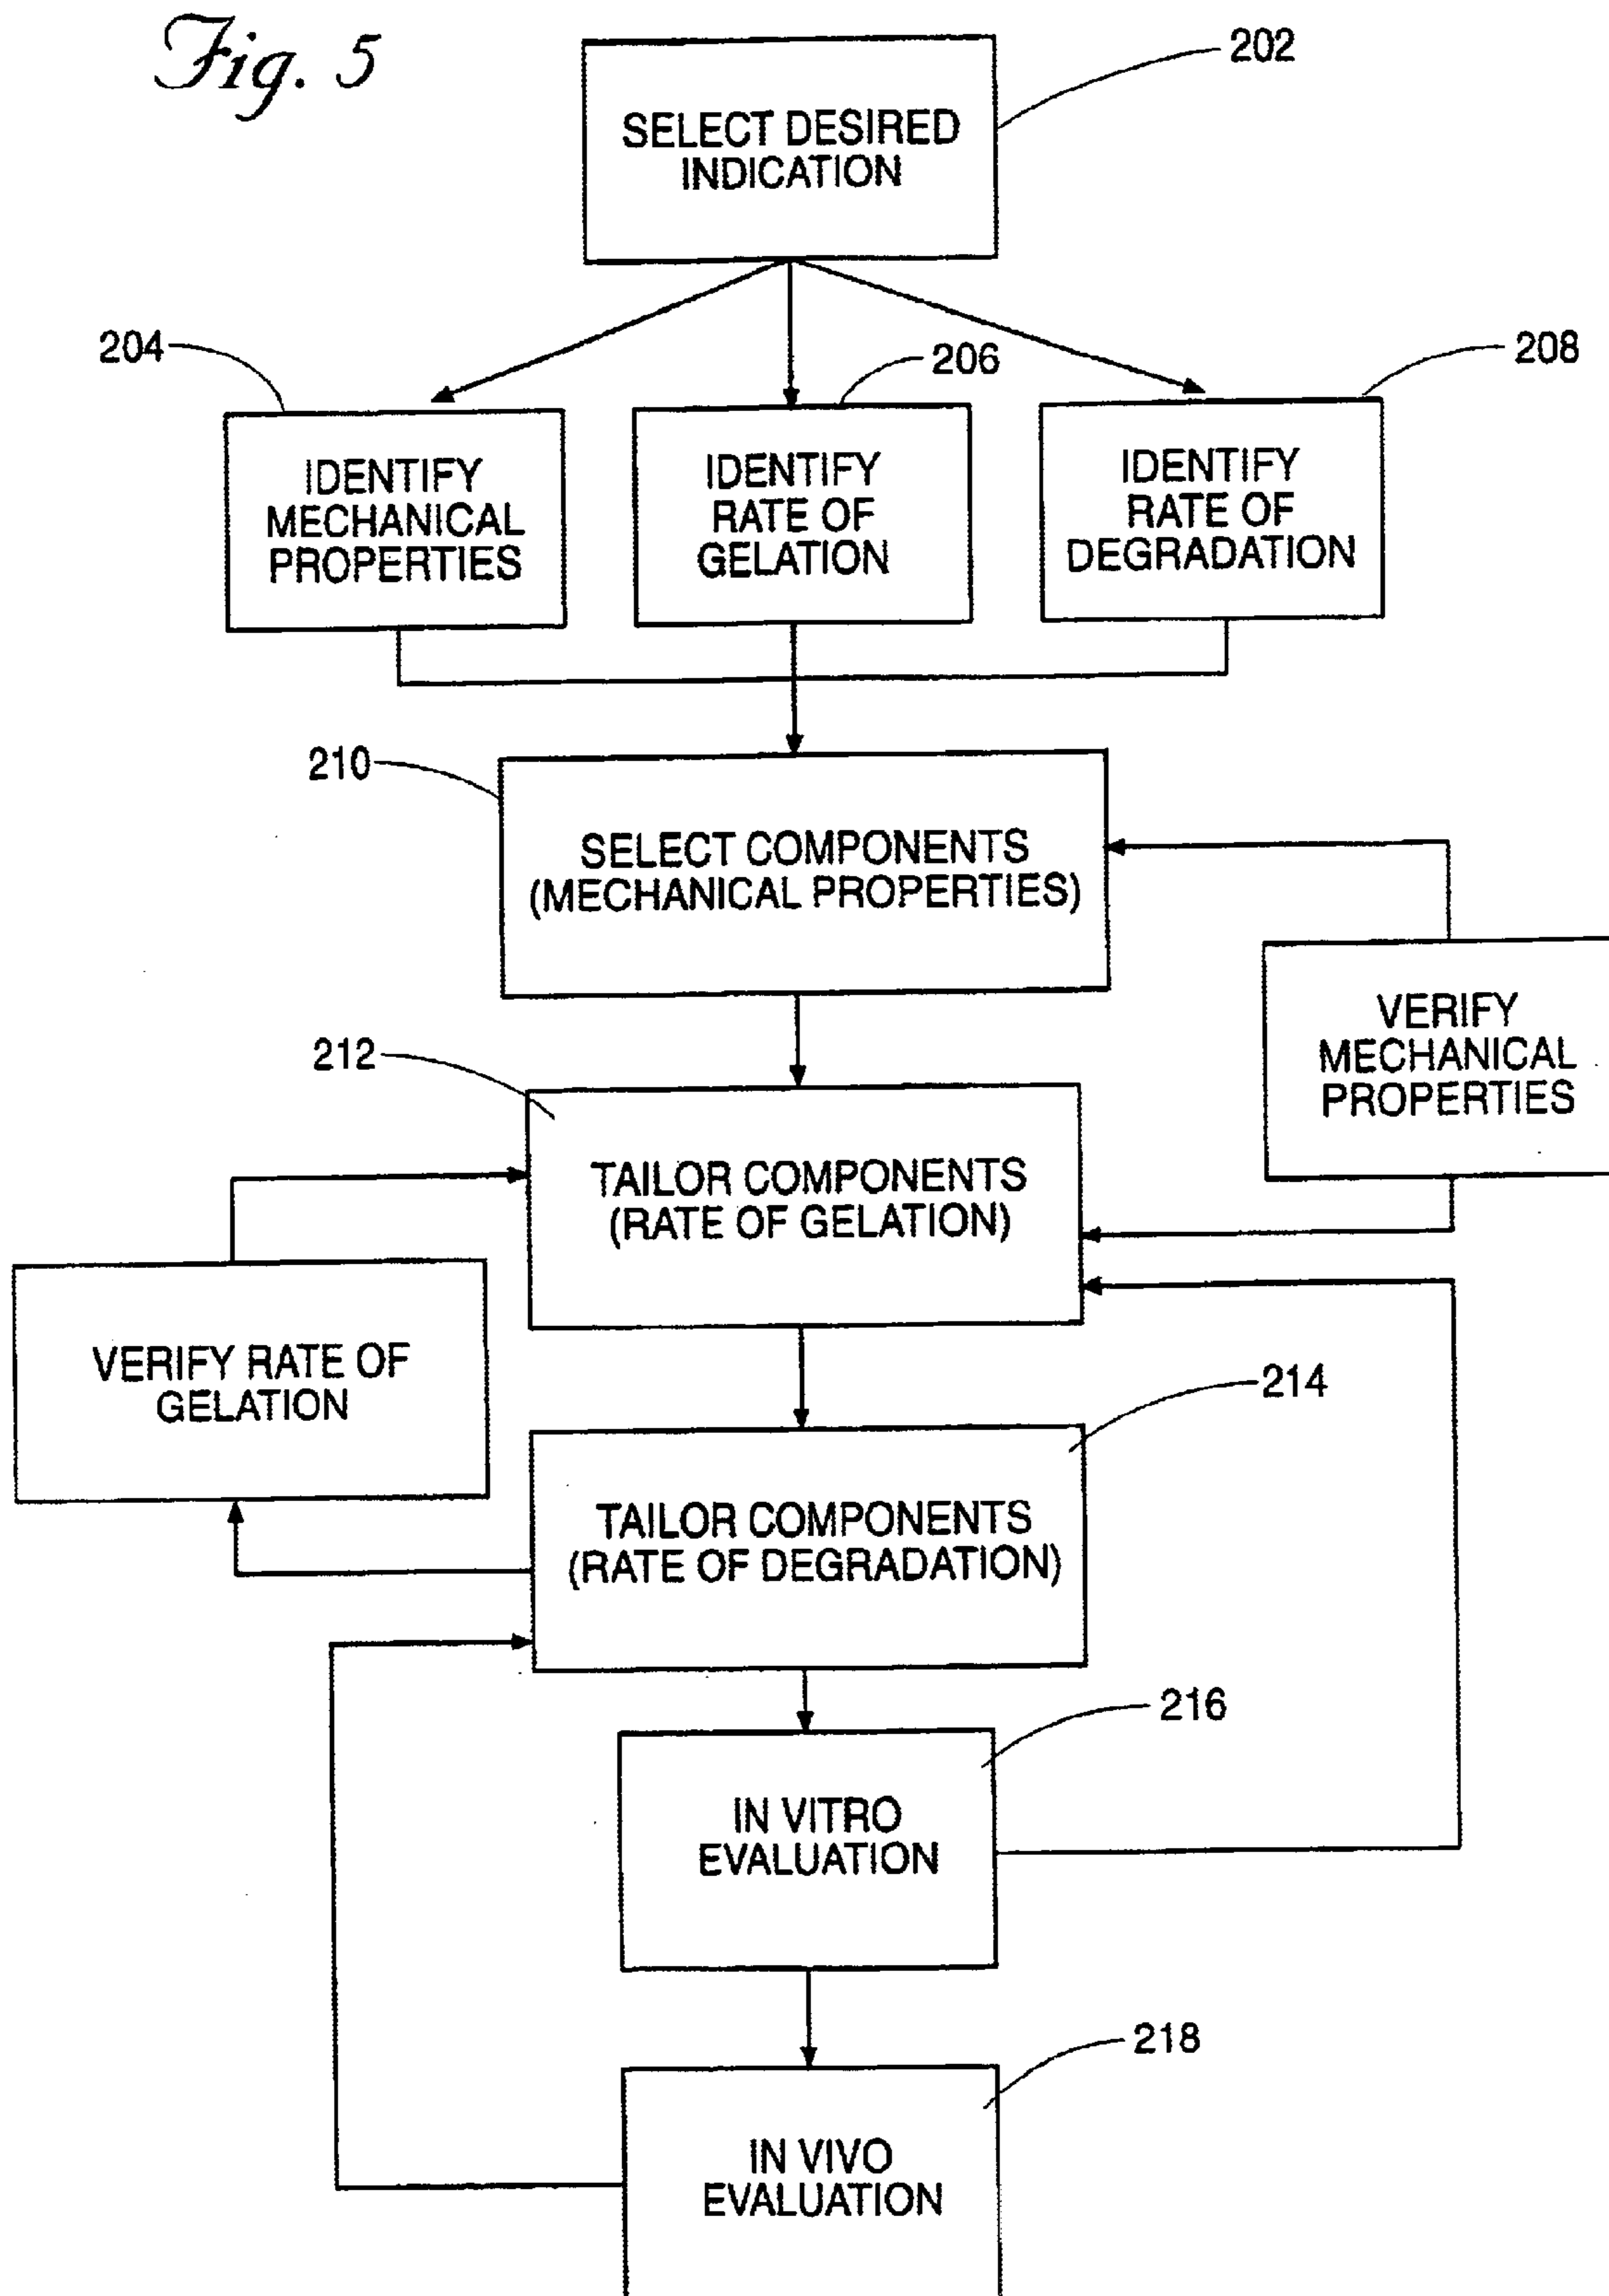 Fig. 5
202
SELECT DESIRED
INDICATION
204
206
208
IDENTIFY
MECHANICAL
PROPERTIES
IDENTIFY
RATE OF
GELATION
IDENTIFY
RATE OF
DEGRADATION
210
SELECT COMPONENTS
(MECHANICAL PROPERTIES)
VERIFY
MECHANICAL
PROPERTIES
212
TAILOR COMPONENTS
(RATE OF GELATION)
VERIFY RATE OF
GELATION
214
TAILOR COMPONENTS
(RATE OF DEGRADATION)
216
IN VITRO
EVALUATION
218
IN VIVO
EVALUATION